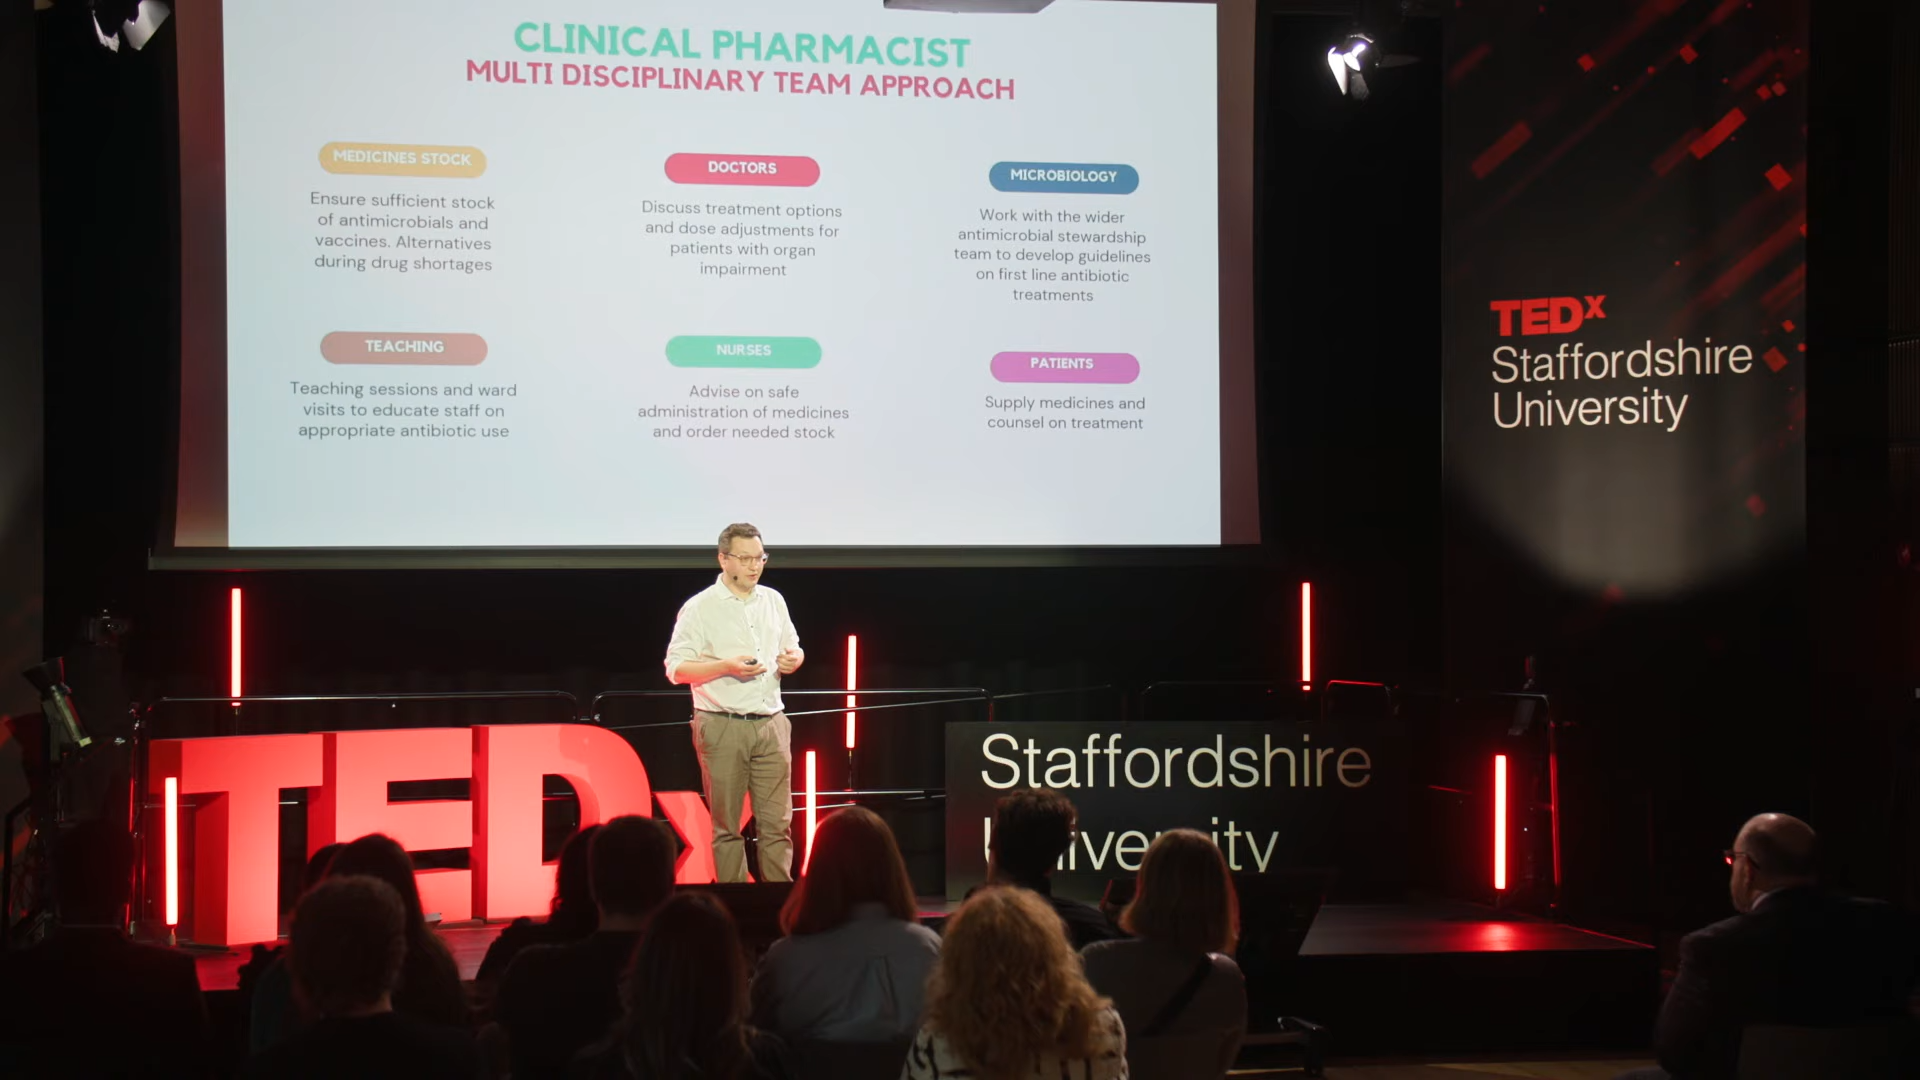 CLINICAL PHARMACIST
MULTI DISCIPLINARY TEAM APPROACH
MEDICINES STOCK
Ensure sufficient stock
of antimicrobials and
vaccines. Alternatives
during drug shortages
DOCTORS
Discuss treatment options
and dose adjustments for
patients with organ
impairment
MICROBIOLOGY
Work with the wider
antimicrobial stewardship
team to develop guidelines
on first line antibiotic
treatments
TEACHING
Teaching sessions and ward
visits to educate staff on
appropriate antibiotic use
NURSES
Advise on safe
administration of medicines
and order needed stock
PATIENTS
Supply medicines and
counsel on treatment
TEDx
Staffordshire
University
TEDx
Staffordshire
University